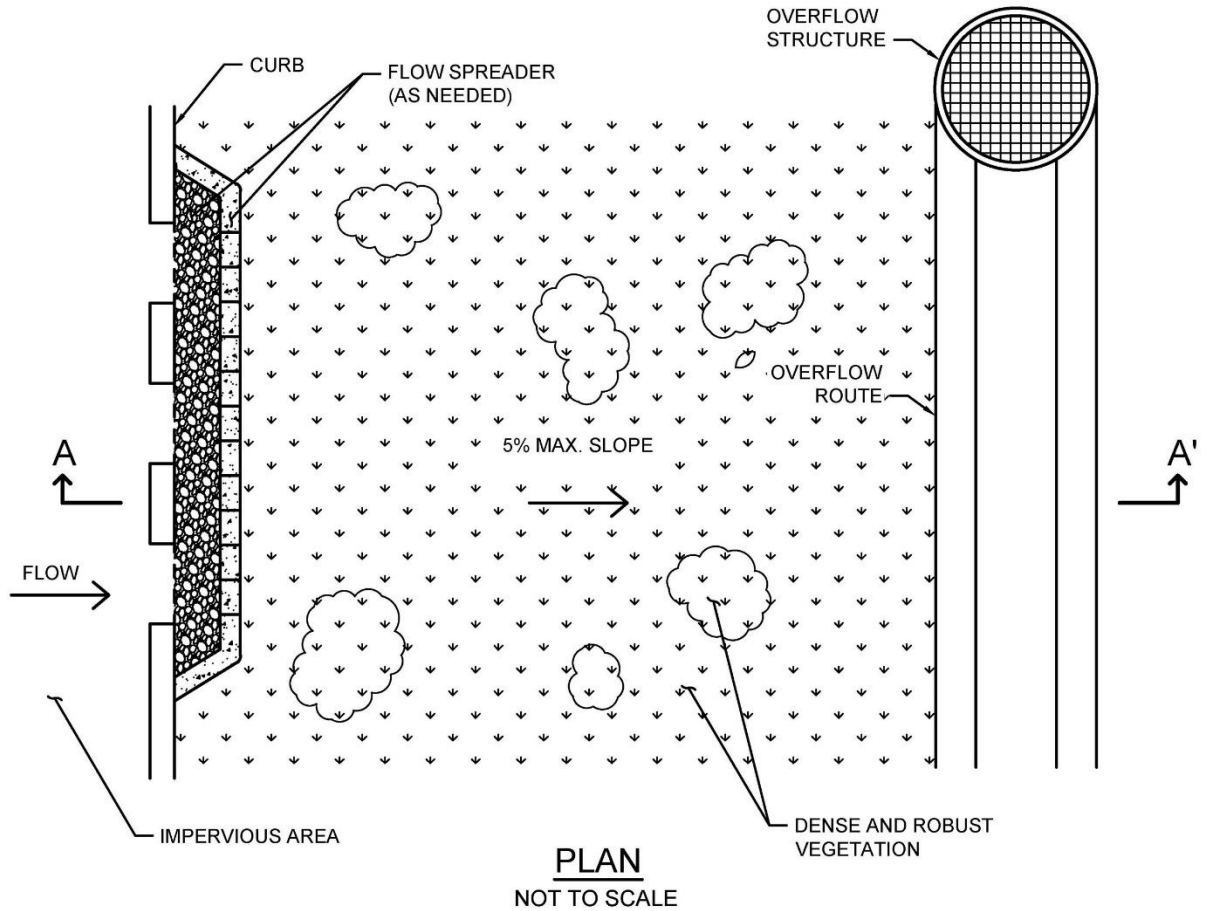 OVERFLOW
STRUCTURE
CURB
FLOW SPREADER
(AS NEEDED)
OVERFLOW
ROUTE
5% MAX. SLOPE
A
A'
FLOW
IMPERVIOUS AREA
DENSE AND ROBUST
VEGETATION
PLAN
NOT TO SCALE